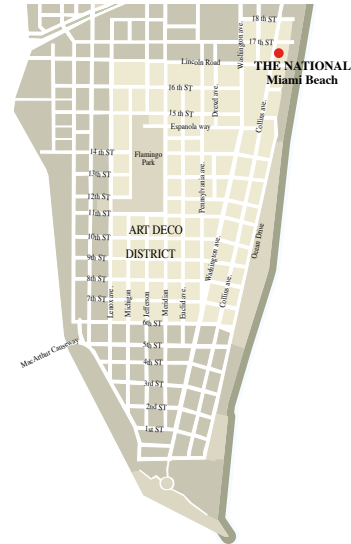 18 th ST
Washington ave.
17 th ST
THE NATIONAL
Miami Beach
Lincoln Road
16 th ST
Drexel ave.
15 th ST
Collins ave.
Espanola way
14 th ST
Flamingo
Park
13th ST
Pennsylvania ave.
12th ST
11th ST
ART DECO
DISTRICT
10th ST
Ocean Drive
9th ST
Washington ave.
8th ST
Collins ave.
7th ST
Lenox ave.
Michigan
Jefferson
Meridian
Euclid ave.
6th ST
5th ST
MacArthur Causeway
4th ST
3rd ST
2nd ST
1st ST